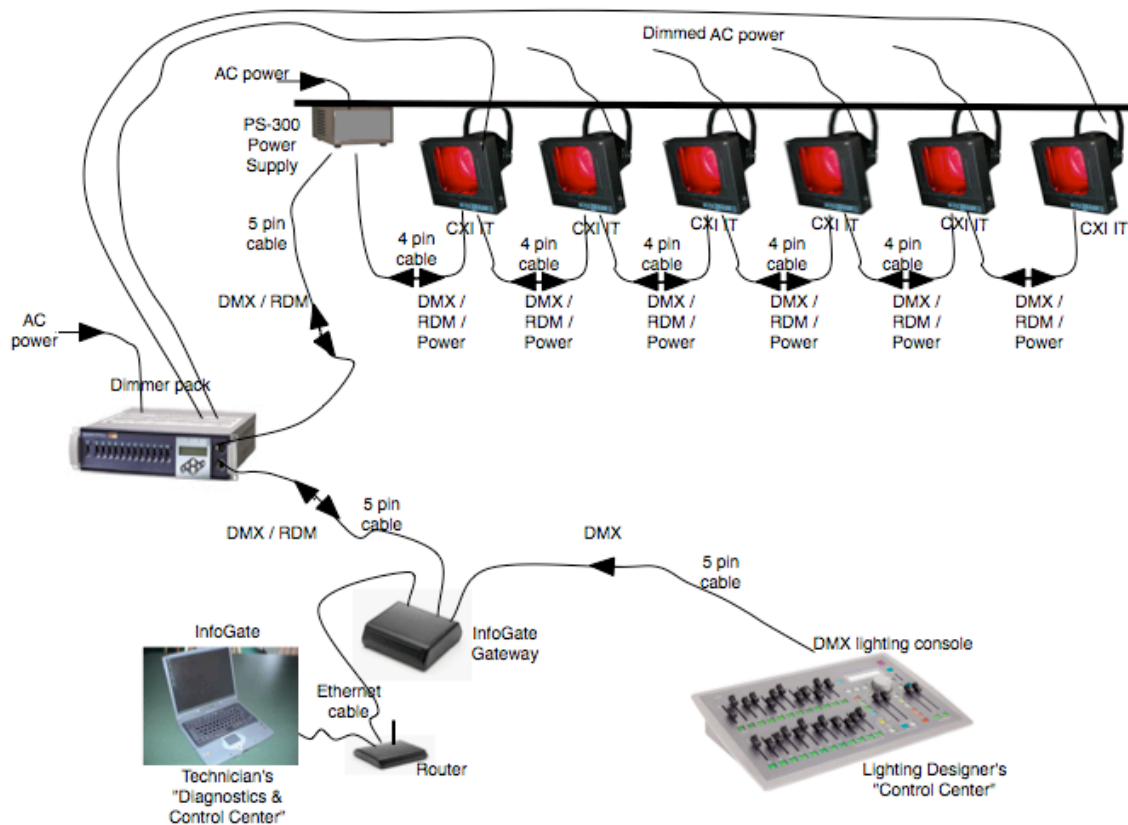 Dimmed AC power
AC power
PS-300
Power
Supply
5 pin
cable
CXI IT
CXI IT
CXI IT
CXI IT
CXI IT
CXI IT
4 pin
cable
4 pin
cable
4 pin
cable
4 pin
cable
4 pin
cable
4 pin
cable
DMX / RDM
DMX /
RDM /
Power
DMX /
RDM /
Power
DMX /
RDM /
Power
DMX /
RDM /
Power
DMX /
RDM /
Power
DMX /
RDM /
Power
AC
power
Dimmer pack
DMX / RDM
5 pin
cable
DMX
5 pin
cable
InfoGate
InfoGate
Gateway
DMX lighting console
Ethernet
cable
Router
Technician's
"Diagnostics &
Control Center"
Lighting Designer's
"Control Center"